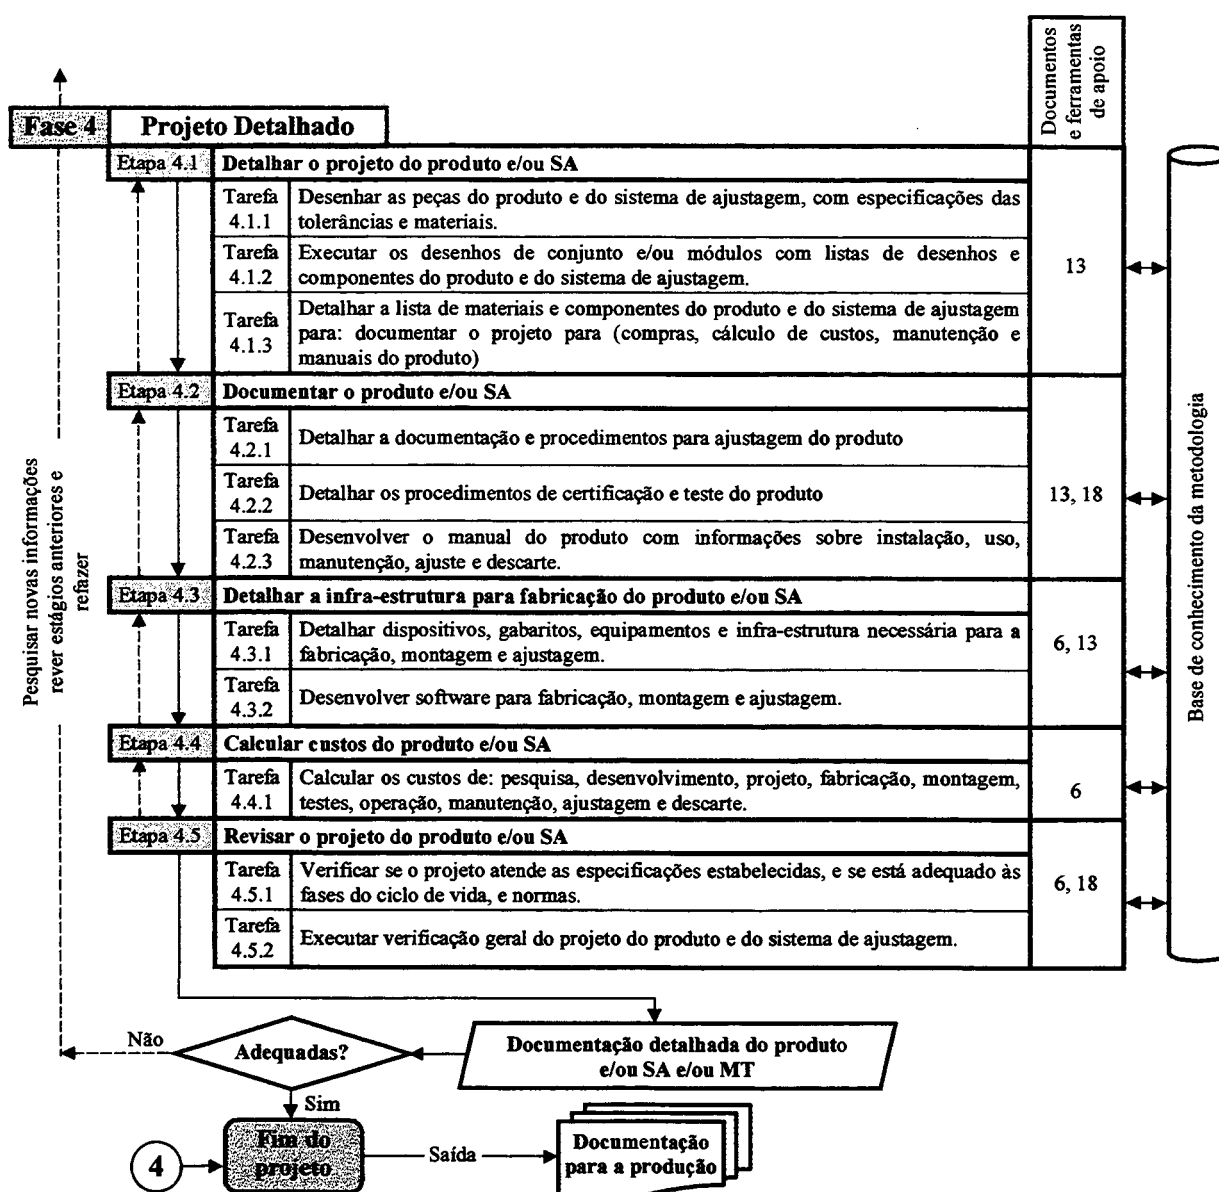 Documentos
e ferramentas
de apoio
Fase 4
Projeto Detalhado
Etapa 4.1
Detalhar o projeto do produto e/ou SA
Tarefa
4.1.1
Desenhar as peças do produto e do sistema de ajustagem, com especificações das
tolerâncias e materiais.
Tarefa
4.1.2
Executar os desenhos de conjunto e/ou módulos com listas de desenhos e
componentes do produto e do sistema de ajustagem.
Tarefa
4.1.3
Detalhar a lista de materiais e componentes do produto e do sistema de ajustagem
para: documentar o projeto para (compras, cálculo de custos, manutenção e
manuais do produto)
13
Etapa 4.2
Documentar o produto e/ou SA
Tarefa
4.2.1
Detalhar a documentação e procedimentos para ajustagem do produto
Tarefa
4.2.2
Detalhar os procedimentos de certificação e teste do produto
Tarefa
4.2.3
Desenvolver o manual do produto com informações sobre instalação, uso,
manutenção, ajuste e descarte.
13, 18
Etapa 4.3
Detalhar a infra-estrutura para fabricação do produto e/ou SA
Tarefa
4.3.1
Detalhar dispositivos, gabaritos, equipamentos e infra-estrutura necessária para a
fabricação, montagem e ajustagem.
Tarefa
4.3.2
Desenvolver software para fabricação, montagem e ajustagem.
6, 13
Etapa 4.4
Calcular custos do produto e/ou SA
Tarefa
4.4.1
Calcular os custos de: pesquisa, desenvolvimento, projeto, fabricação, montagem,
testes, operação, manutenção, ajustagem e descarte.
6
Etapa 4.5
Revisar o projeto do produto e/ou SA
Tarefa
4.5.1
Verificar se o projeto atende as especificações estabelecidas, e se está adequado às
fases do ciclo de vida, e normas.
Tarefa
4.5.2
Executar verificação geral do projeto do produto e do sistema de ajustagem.
6, 18
Pesquisar novas informações
rever estágios anteriores e
refazer
Base de conhecimento da metodologia
Não
Adequadas?
Documentação detalhada do produto
e/ou SA e/ou MT
Sim
4
Fim do
projeto
Saída
Documentação
para a produção